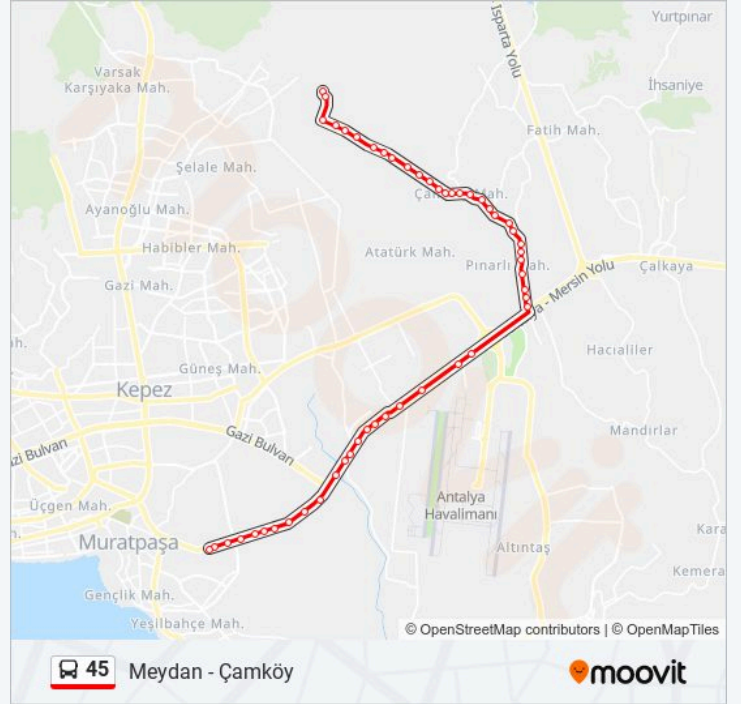 Yurtpınar
Isparta Yolu
Varsak
Karşıyaka Mah.
İhsaniye
Fatih Mah.
Şelale Mah.
Mah.
Ayanoğlu Mah.
Habibler Mah.
Atatürk Mah.
Pınarlı Mah.
Çalkaya
Gazi Mah.
- Mersin Yolu
Hacıaliler
Güneş Mah.
Kepez
Gazi Bulvarı
Mandırlar
Üçgen Mah.
Antalya
Havalimanı
Muratpaşa
Altıntaş
Kara
Kemera
Gençlik Mah.
Yeşilbahçe Mah.
© OpenStreetMap contributors | © OpenMapTiles
45 Meydan - Çamköy
moovit